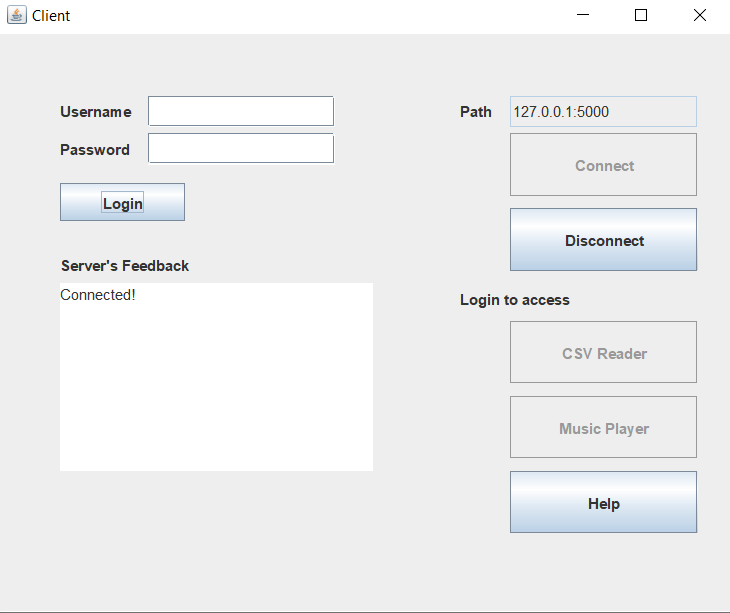 Client
Username
Password
Login
Server's Feedback
Connected!
Path
127.0.0.1:5000
Connect
Disconnect
Login to access
CSV Reader
Music Player
Help